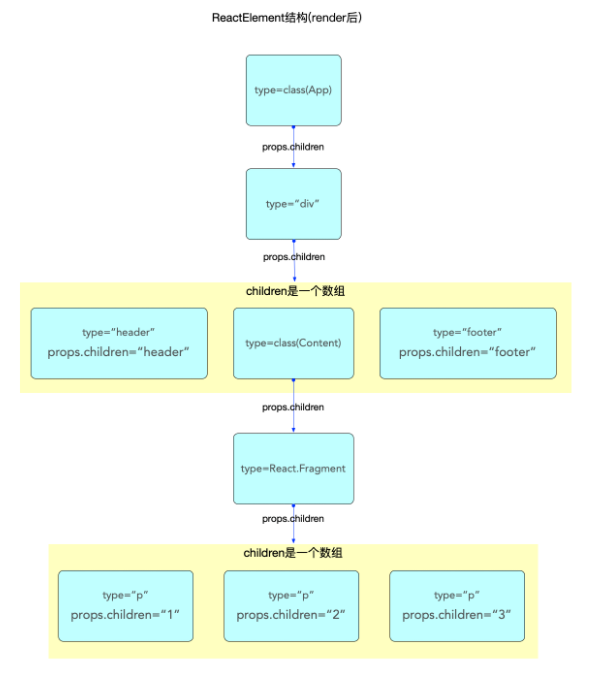 ReactElement结构(render后)
type=class(App)
props.children
type=“div”
props.children
children是一个数组
type=“header”
props.children=“header”
type=class(Content)
type=“footer”
props.children=“footer”
props.children
type=React.Fragment
props.children
children是一个数组
type=“p”
props.children=“1”
type=“p”
props.children=“2”
type=“p”
props.children=“3”